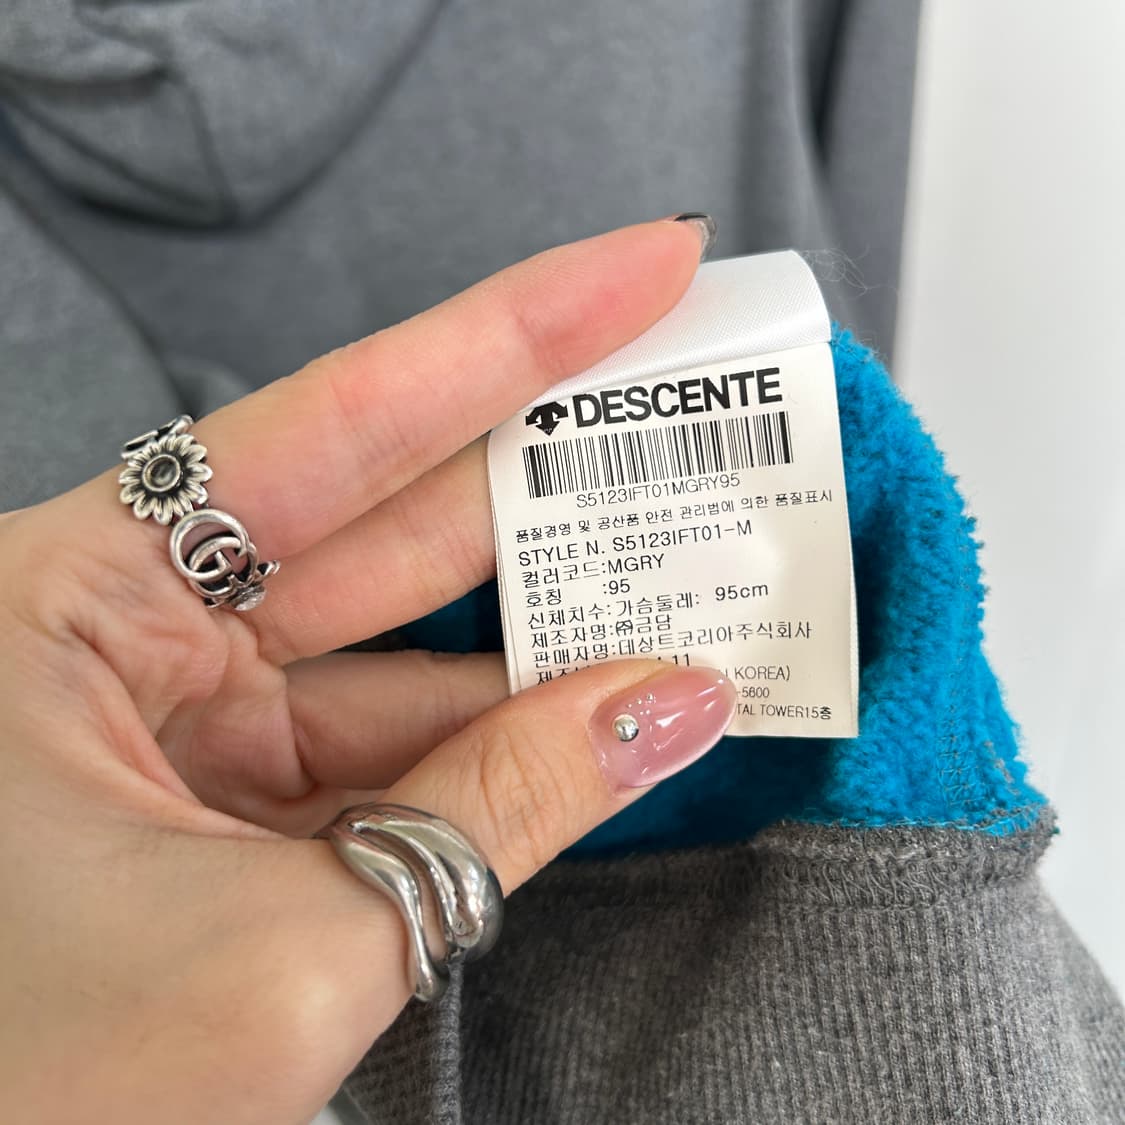 DESCENTE
S5123IFT01MGRY95
품질경영 및 공산품 안전 관리법에 의한 품질표시
STYLE N. S5123IFT01-M
컬러코드:MGRY
호칭 :95
신체치수:가슴둘레: 95cm
제조자명:㈜금담
판매자명:데상트코리아주식회사
11
KOREA)
-5600
TAL TOWER15층